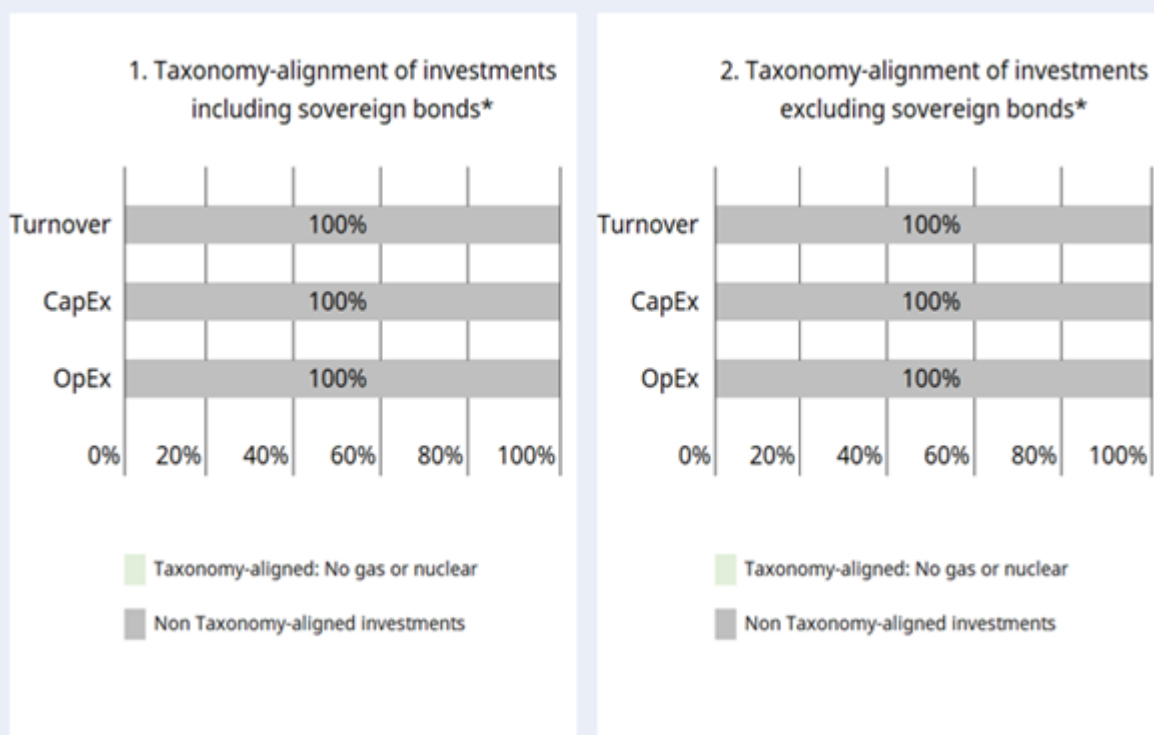 1. Taxonomy-alignment of investments
including sovereign bonds*
Turnover 100%
CapEx 100%
OpEx 100%
0% 20% 40% 60% 80% 100%
Taxonomy-aligned: No gas or nuclear
Non Taxonomy-aligned investments
2. Taxonomy-alignment of investments
excluding sovereign bonds*
Turnover 100%
CapEx 100%
OpEx 100%
0% 20% 40% 60% 80% 100%
Taxonomy-aligned: No gas or nuclear
Non Taxonomy-aligned investments